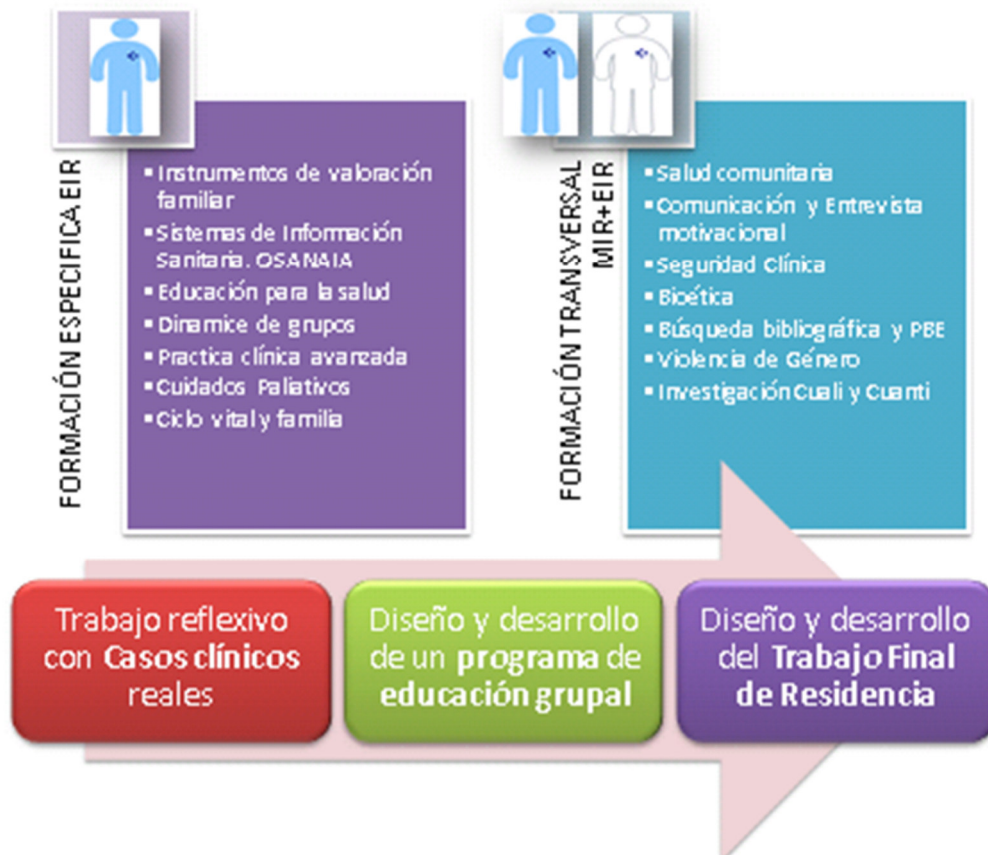 FORMACIÓN ESPECIFICA EIR
▪ Instrumentos de valoración
familiar
▪ Sistemas de Información
Sanitaria. OSANAIA
▪ Educación para la salud
▪ Dinamice de grupos
▪ Practica clínica avanzada
▪ Cuidados Paliativos
▪ Ciclo vital y familia
FORMACIÓN TRANSVERSAL
MIR+EIR
▪ Salud comunitaria
▪ Comunicación y Entrevista
motivacional
▪ Seguridad Clínica
▪ Bioética
▪ Búsqueda bibliográfica y PBE
▪ Violencia de Género
▪ Investigación Cuali y Cuanti
Trabajo reflexivo
con Casos clínicos
reales
Diseño y desarrollo
de un programa de
educación grupal
Diseño y desarrollo
del Trabajo Final
de Residencia